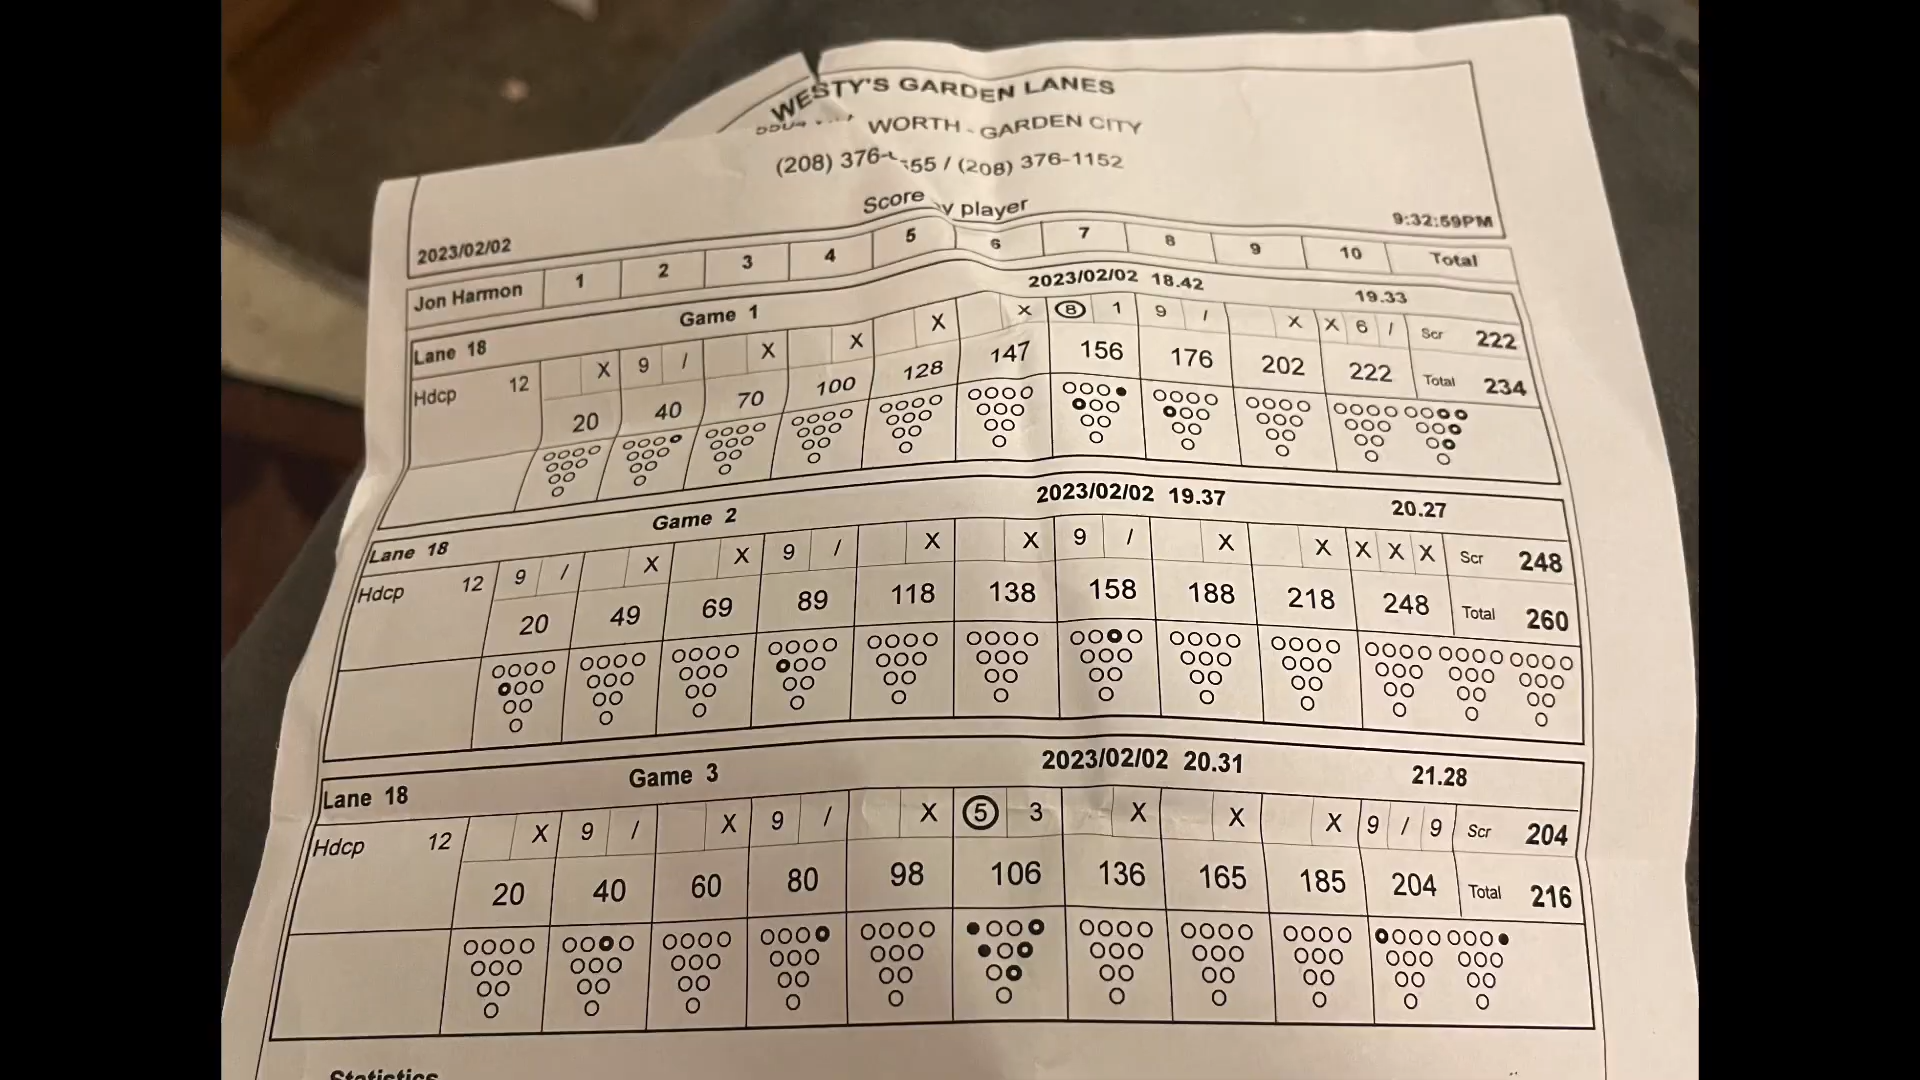 WESTY'S GARDEN LANES
WORTH - GARDEN CITY
(208) 376- 55 / (208) 376-1152
Score y player
2023/02/02 9:32:59PM
Jon Harmon 1 2 3 4 5 6 7 8 9 10 Total
Lane 18 Game 1 2023/02/02 18.42 19.33
Hdcp 12 X 9 / X X X X 8 1 9 / X X 6 / Scr 222
20 40 70 100 128 147 156 176 202 222 Total 234
Lane 18 Game 2 2023/02/02 19.37 20.27
Hdcp 12 9 / X X 9 / X X 9 / X X X X X Scr 248
20 49 69 89 118 138 158 188 218 248 Total 260
Lane 18 Game 3 2023/02/02 20.31 21.28
Hdcp 12 X 9 / X 9 / X 5 3 X X X 9 / 9 Scr 204
20 40 60 80 98 106 136 165 185 204 Total 216
Statistics